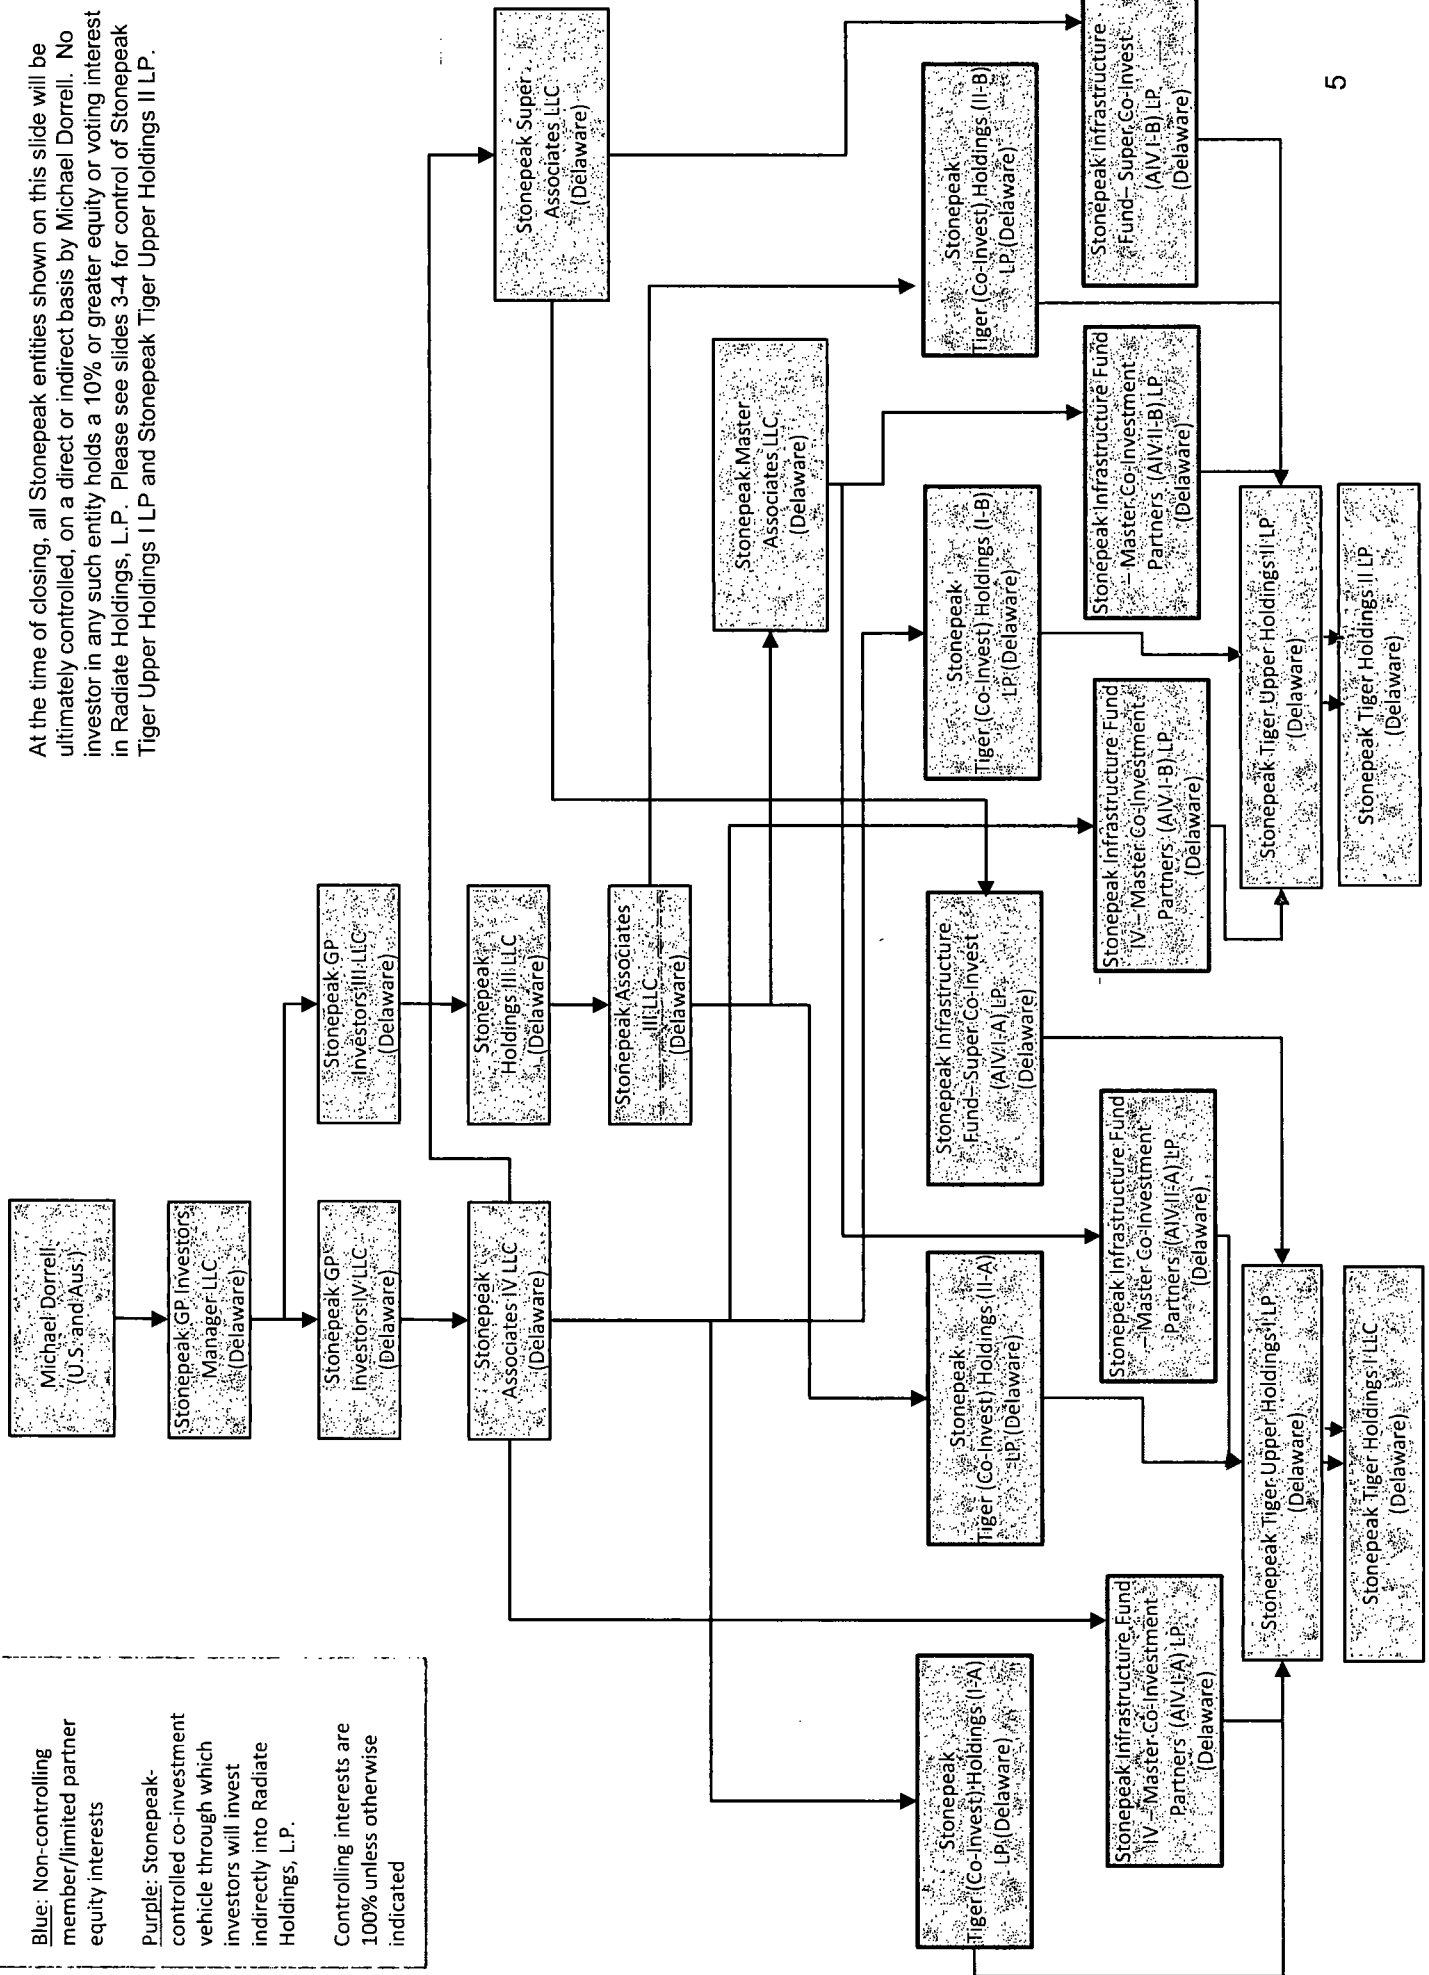 Blue: Non-controlling
member/limited partner
equity interests
Purple: Stonepeak-
controlled co-investment
vehicle through which
investors will invest
indirectly into Radiate
Holdings, L.P.
Controlling interests are
100% unless otherwise
indicated
At the time of closing, all Stonepeak entities shown on this slide will be
ultimately controlled, on a direct or indirect basis by Michael Dorrell. No
investor in any such entity holds a 10% or greater equity or voting interest
in Radiate Holdings, L.P. Please see slides 3-4 for control of Stonepeak
Tiger Upper Holdings I LP and Stonepeak Tiger Upper Holdings II LP.
Michael Dorrell
(U.S. and Aus.)
Stonepeak GP Investors
Manager LLC
(Delaware)
Stonepeak GP
Investors IV LLC
(Delaware)
Stonepeak GP
Investors III LLC
(Delaware)
Stonepeak
Associates IV LLC
(Delaware)
Stonepeak
Holdings III LLC
(Delaware)
Stonepeak Super
Associates LLC
(Delaware)
Stonepeak Associates
III LLC
(Delaware)
Stonepeak Master
Associates LLC
(Delaware)
Stonepeak
Tiger (Co-Invest) Holdings (I-A)
LP (Delaware)
Stonepeak
Tiger (Co-Invest) Holdings (II-A)
LP (Delaware)
Stonepeak Infrastructure
Fund – Super Co-Invest
(AIV I-A) LP
(Delaware)
Stonepeak
Tiger (Co-Invest) Holdings (I-B)
LP (Delaware)
Stonepeak
Tiger (Co-Invest) Holdings (II-B)
LP (Delaware)
Stonepeak Infrastructure Fund
IV – Master Co-Investment
Partners (AIV I-A) LP
(Delaware)
Stonepeak Infrastructure Fund
– Master Co-Investment
Partners (AIV II-A) LP
(Delaware)
Stonepeak Infrastructure Fund
IV – Master Co-Investment
Partners (AIV I-B) LP
(Delaware)
Stonepeak Infrastructure Fund
– Master Co-Investment
Partners (AIV II-B) LP
(Delaware)
Stonepeak Infrastructure
Fund – Super Co-Invest
(AIV I-B) LP
(Delaware)
Stonepeak Tiger Upper Holdings I LP
(Delaware)
Stonepeak Tiger Upper Holdings II LP
(Delaware)
Stonepeak Tiger Holdings I LLC
(Delaware)
Stonepeak Tiger Holdings II LP
(Delaware)
5